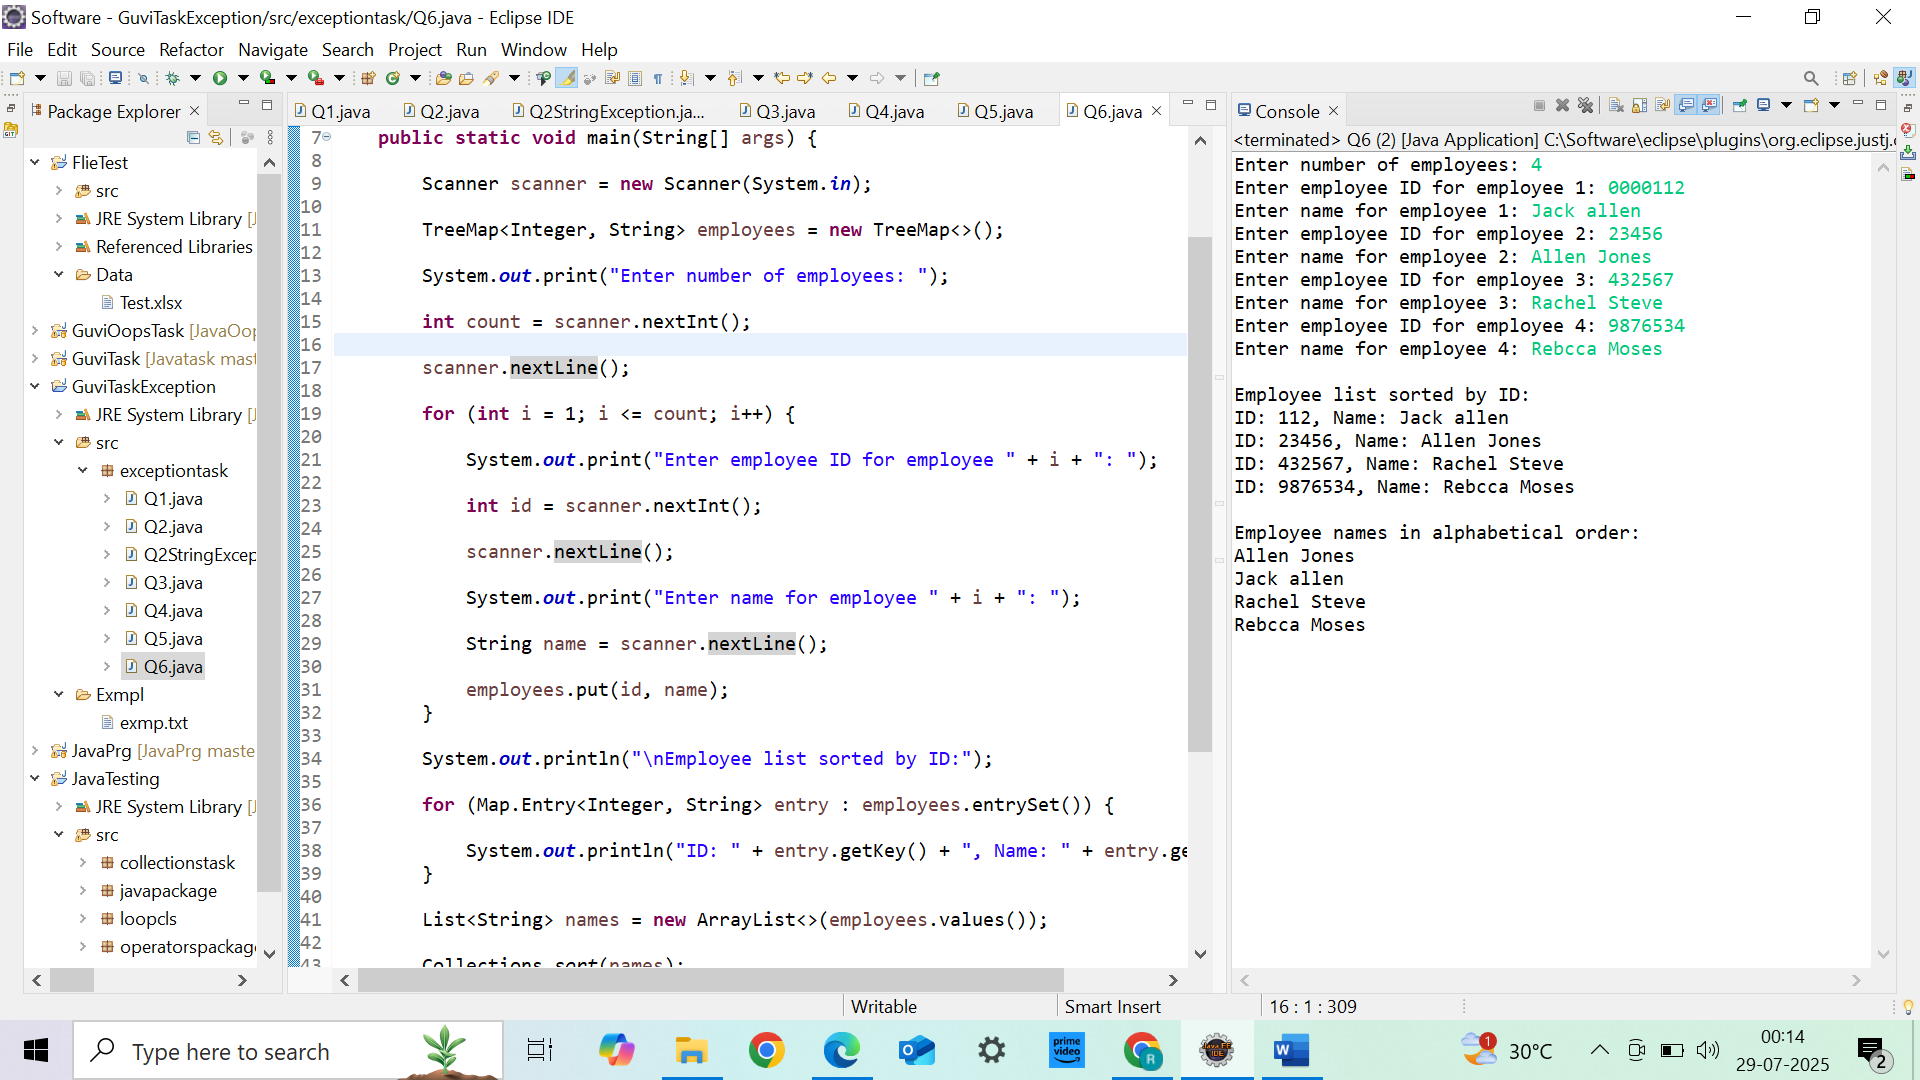 Software - GuviTaskException/src/exceptiontask/Q6.java - Eclipse IDE
File Edit Source Refactor Navigate Search Project Run Window Help
Package Explorer
FlieTest
src
JRE System Library [J
Referenced Libraries
Data
Test.xlsx
GuviOopsTask [JavaOop
GuviTask [Javatask mast
GuviTaskException
JRE System Library [J
src
exceptiontask
Q1.java
Q2.java
Q2StringExcep
Q3.java
Q4.java
Q5.java
Q6.java
Exmpl
exmp.txt
JavaPrg [JavaPrg master
JavaTesting
JRE System Library [J
src
collectionstask
javapackage
loopcls
operatorspackage
Q1.java Q2.java Q2StringException.ja... Q3.java Q4.java Q5.java Q6.java
7 public static void main(String[] args) {
8
9 Scanner scanner = new Scanner(System.in);
10
11 TreeMap<Integer, String> employees = new TreeMap<>();
12
13 System.out.print("Enter number of employees: ");
14
15 int count = scanner.nextInt();
16
17 scanner.nextLine();
18
19 for (int i = 1; i <= count; i++) {
20
21 System.out.print("Enter employee ID for employee " + i + ": ");
22
23 int id = scanner.nextInt();
24
25 scanner.nextLine();
26
27 System.out.print("Enter name for employee " + i + ": ");
28
29 String name = scanner.nextLine();
30
31 employees.put(id, name);
32 }
33
34 System.out.println("\nEmployee list sorted by ID:");
35
36 for (Map.Entry<Integer, String> entry : employees.entrySet()) {
37
38 System.out.println("ID: " + entry.getKey() + ", Name: " + entry.ge
39 }
40
41 List<String> names = new ArrayList<>(employees.values());
42
43 Collections.sort(names);
Console
<terminated> Q6 (2) [Java Application] C:\Software\eclipse\plugins\org.eclipse.justj.o
Enter number of employees: 4
Enter employee ID for employee 1: 0000112
Enter name for employee 1: Jack allen
Enter employee ID for employee 2: 23456
Enter name for employee 2: Allen Jones
Enter employee ID for employee 3: 432567
Enter name for employee 3: Rachel Steve
Enter employee ID for employee 4: 9876534
Enter name for employee 4: Rebcca Moses
Employee list sorted by ID:
ID: 112, Name: Jack allen
ID: 23456, Name: Allen Jones
ID: 432567, Name: Rachel Steve
ID: 9876534, Name: Rebcca Moses
Employee names in alphabetical order:
Allen Jones
Jack allen
Rachel Steve
Rebcca Moses
Writable Smart Insert 16 : 1 : 309
Type here to search
prime video
1 30°C
00:14
29-07-2025
2